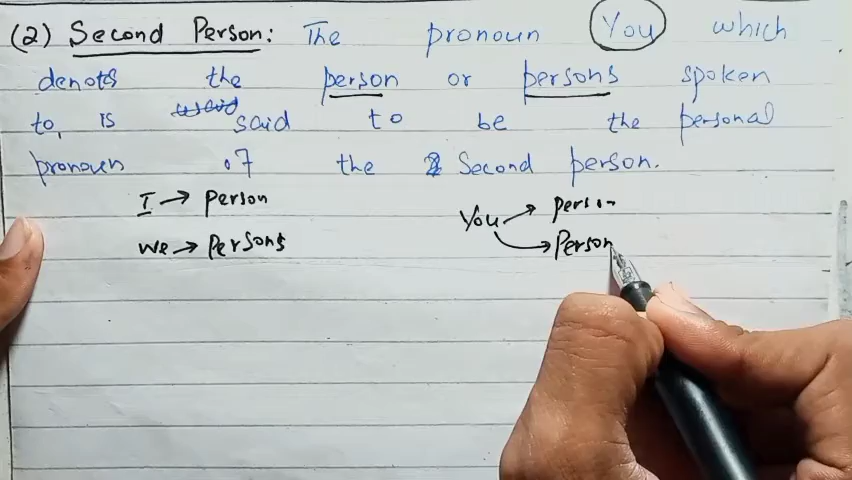 (2) Second Person: The pronoun You which
denots the person or persons spoken
to, is said to be the personal
pronoun of the Second person.
I → person
we → persons
You → person
→ Person